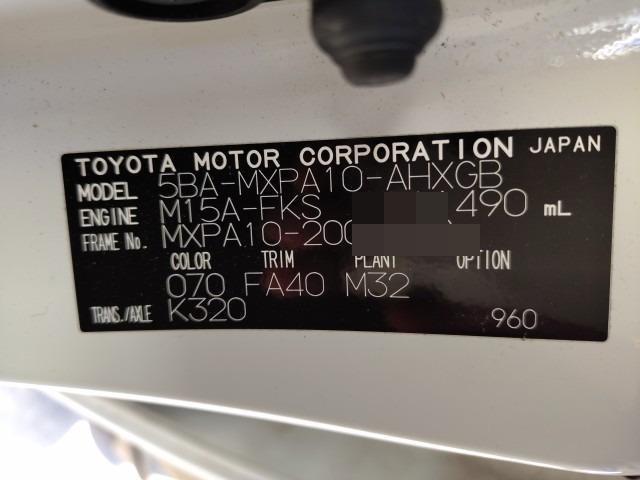 TOYOTA MOTOR CORPORATION JAPAN
MODEL 5BA-MXPA10-AHXGB
ENGINE M15A-FKS 490 mL
FRAME No. MXPA10-200
COLOR TRIM PLANT OPTION
070 FA40 M32
TRANS./AXLE K320 960